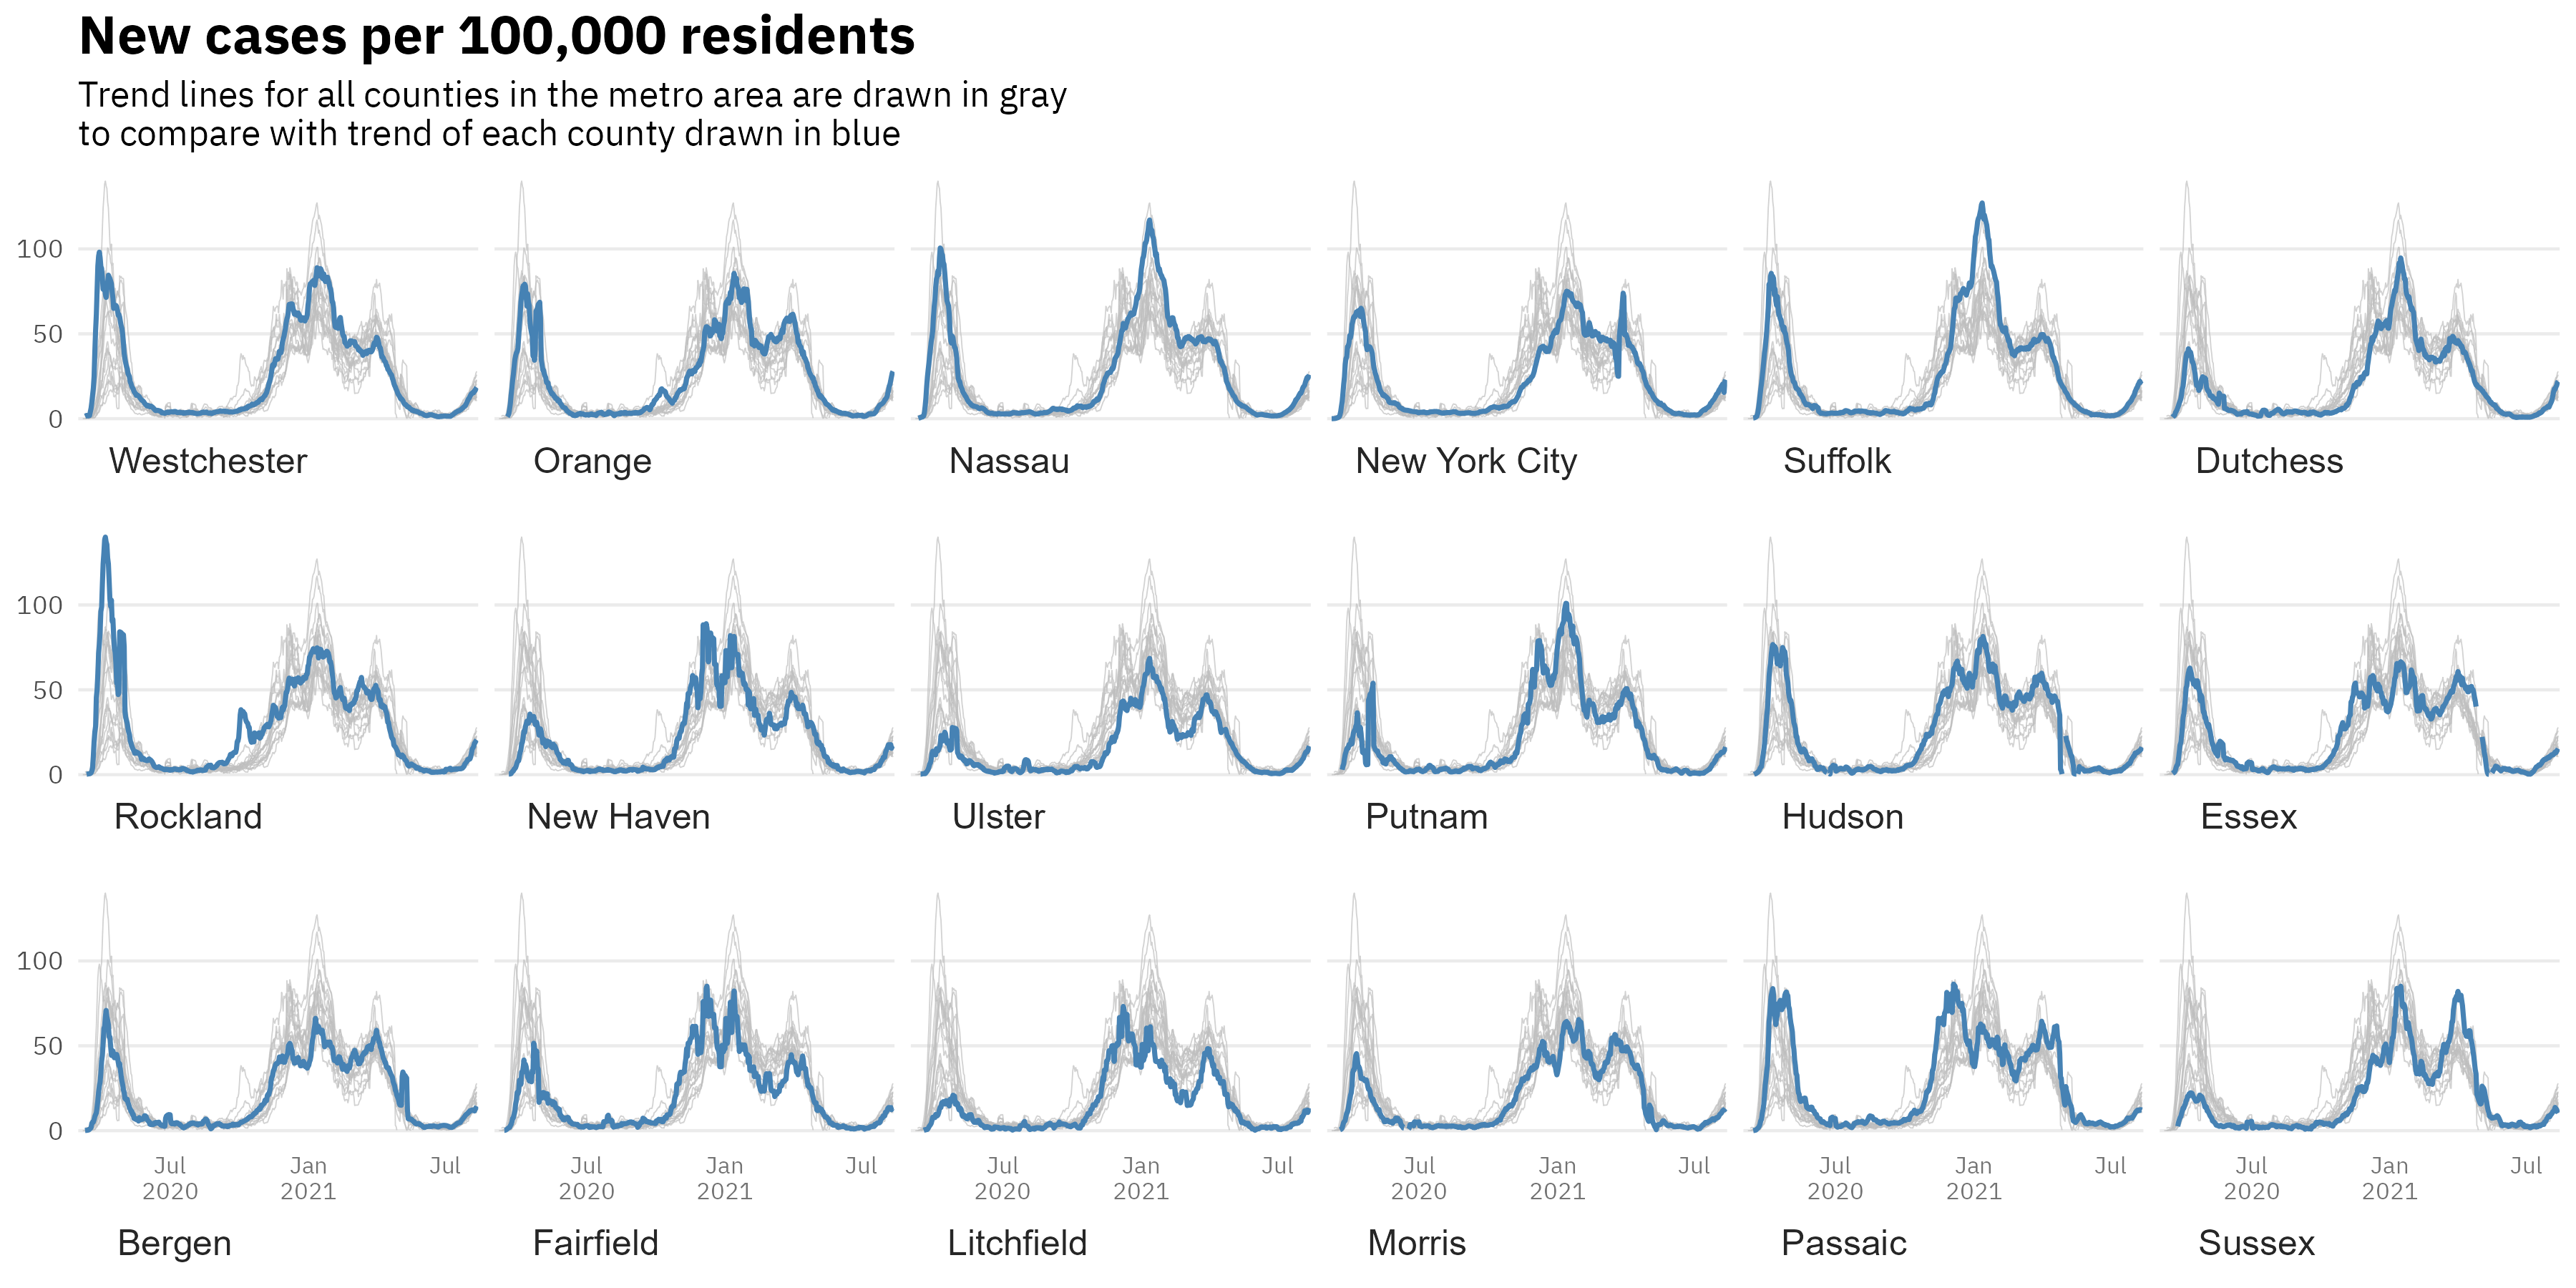 New cases per 100,000 residents
Trend lines for all counties in the metro area are drawn in gray
to compare with trend of each county drawn in blue
100
50
0
Westchester Orange Nassau New York City Suffolk Dutchess
100
50
0
Rockland New Haven Ulster Putnam Hudson Essex
100
50
0
Jul Jan Jul Jul Jan Jul Jul Jan Jul Jul Jan Jul Jul Jan Jul Jul Jan Jul
2020 2021 2020 2021 2020 2021 2020 2021 2020 2021 2020 2021
Bergen Fairfield Litchfield Morris Passaic Sussex